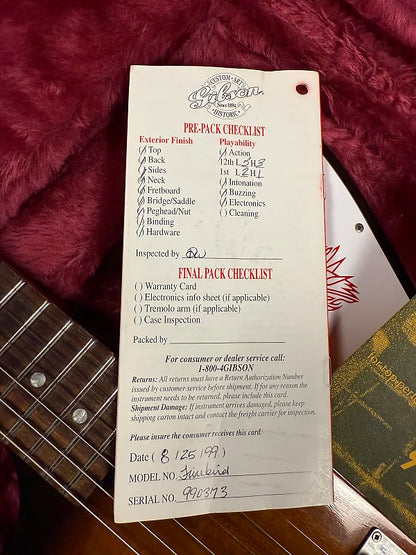 CUSTOM · ART
Gibson
Since 1894
· HISTORIC ·
PRE-PACK CHECKLIST
Exterior Finish Playability
( ) Top ( ) Action
( ) Back 12th L 3 H 3
( ) Sides 1st L 2 H 1
( ) Neck ( ) Intonation
( ) Fretboard ( ) Buzzing
( ) Bridge/Saddle ( ) Electronics
( ) Peghead/Nut ( ) Cleaning
( ) Binding
( ) Hardware
Inspected by
FINAL PACK CHECKLIST
( ) Warranty Card
( ) Electronics info sheet (if applicable)
( ) Tremolo arm (if applicable)
( ) Case Inspection
Packed by
For consumer or dealer service call:
1-800-4GIBSON
Returns: All returns must have a Return Authorization Number
issued by customer service before shipment. If for any reason the
instrument needs to be returned, please include this card.
Shipment Damage: If instrument arrives damaged, please keep
shipping carton intact and contact the freight carrier for inspection.
Please insure the consumer receives this card.
Date ( 8 / 25 / 99 )
MODEL NO. Firebird
SERIAL NO. 990373